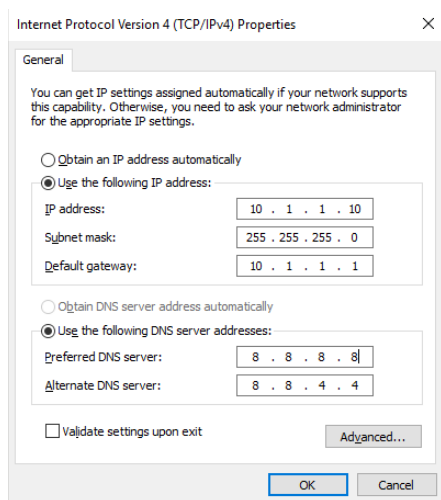 Internet Protocol Version 4 (TCP/IPv4) Properties
General
You can get IP settings assigned automatically if your network supports
this capability. Otherwise, you need to ask your network administrator
for the appropriate IP settings.
Obtain an IP address automatically
Use the following IP address:
IP address: 10 . 1 . 1 . 10
Subnet mask: 255 . 255 . 255 . 0
Default gateway: 10 . 1 . 1 . 1
Obtain DNS server address automatically
Use the following DNS server addresses:
Preferred DNS server: 8 . 8 . 8 . 8
Alternate DNS server: 8 . 8 . 4 . 4
Validate settings upon exit
Advanced...
OK Cancel